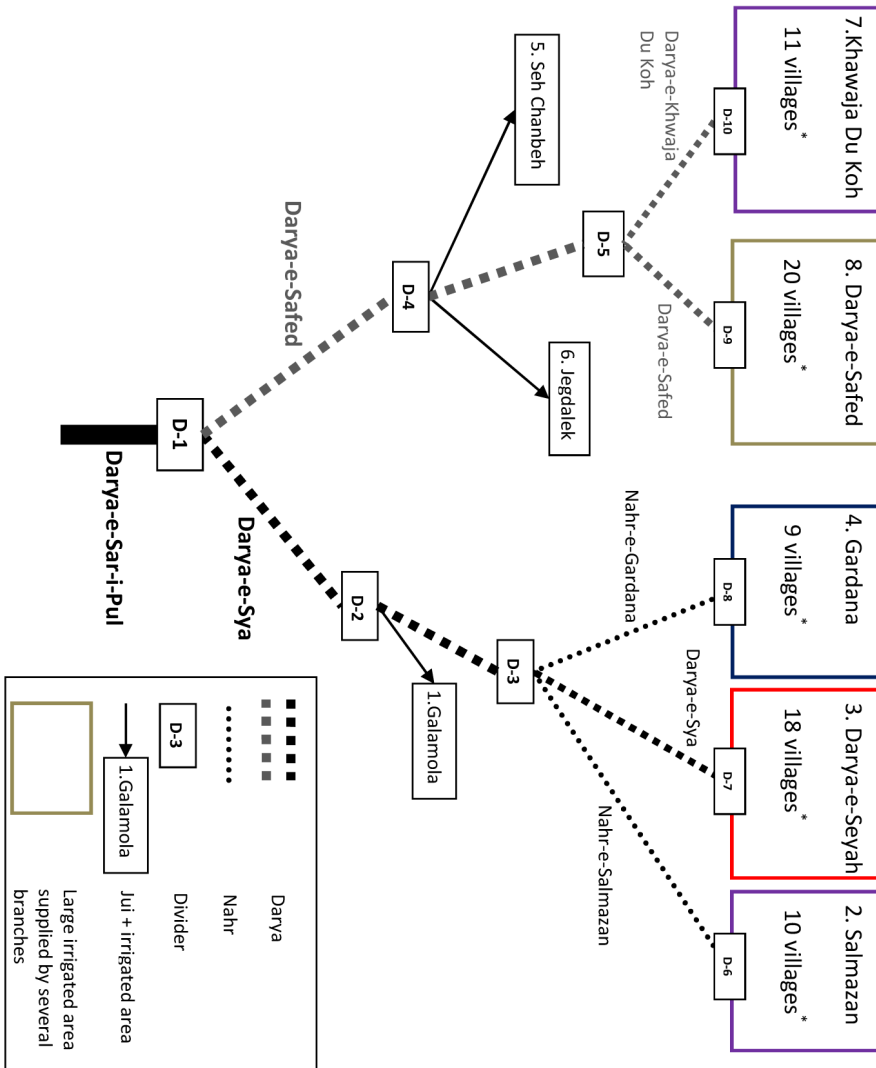 7.Khawaja Du Koh
11 villages*
8. Darya-e-Safed
20 villages*
4. Gardana
9 villages*
3. Darya-e-Seyah
18 villages*
2. Salmazan
10 villages*
D-10
D-9
D-8
D-7
D-6
Darya-e-Khwaja
Du Koh
Darya-e-Safed
Nahr-e-Gardana
Darya-e-Sya
Nahr-e-Salmazan
D-5
5. Seh Chanbeh
6. Jegdalek
D-3
D-4
1.Galamola
D-2
Darya-e-Safed
Darya-e-Sya
D-1
Darya-e-Sar-i-Pul
Darya
Nahr
D-3
Divider
1.Galamola
Jui + irrigated area
Large irrigated area
supplied by several
branches